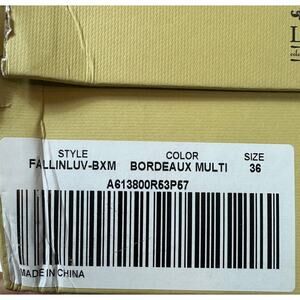 STYLE COLOR SIZE
FALLINLUV-BXM BORDEAUX MULTI 36
A613800R53P57
MADE IN CHINA